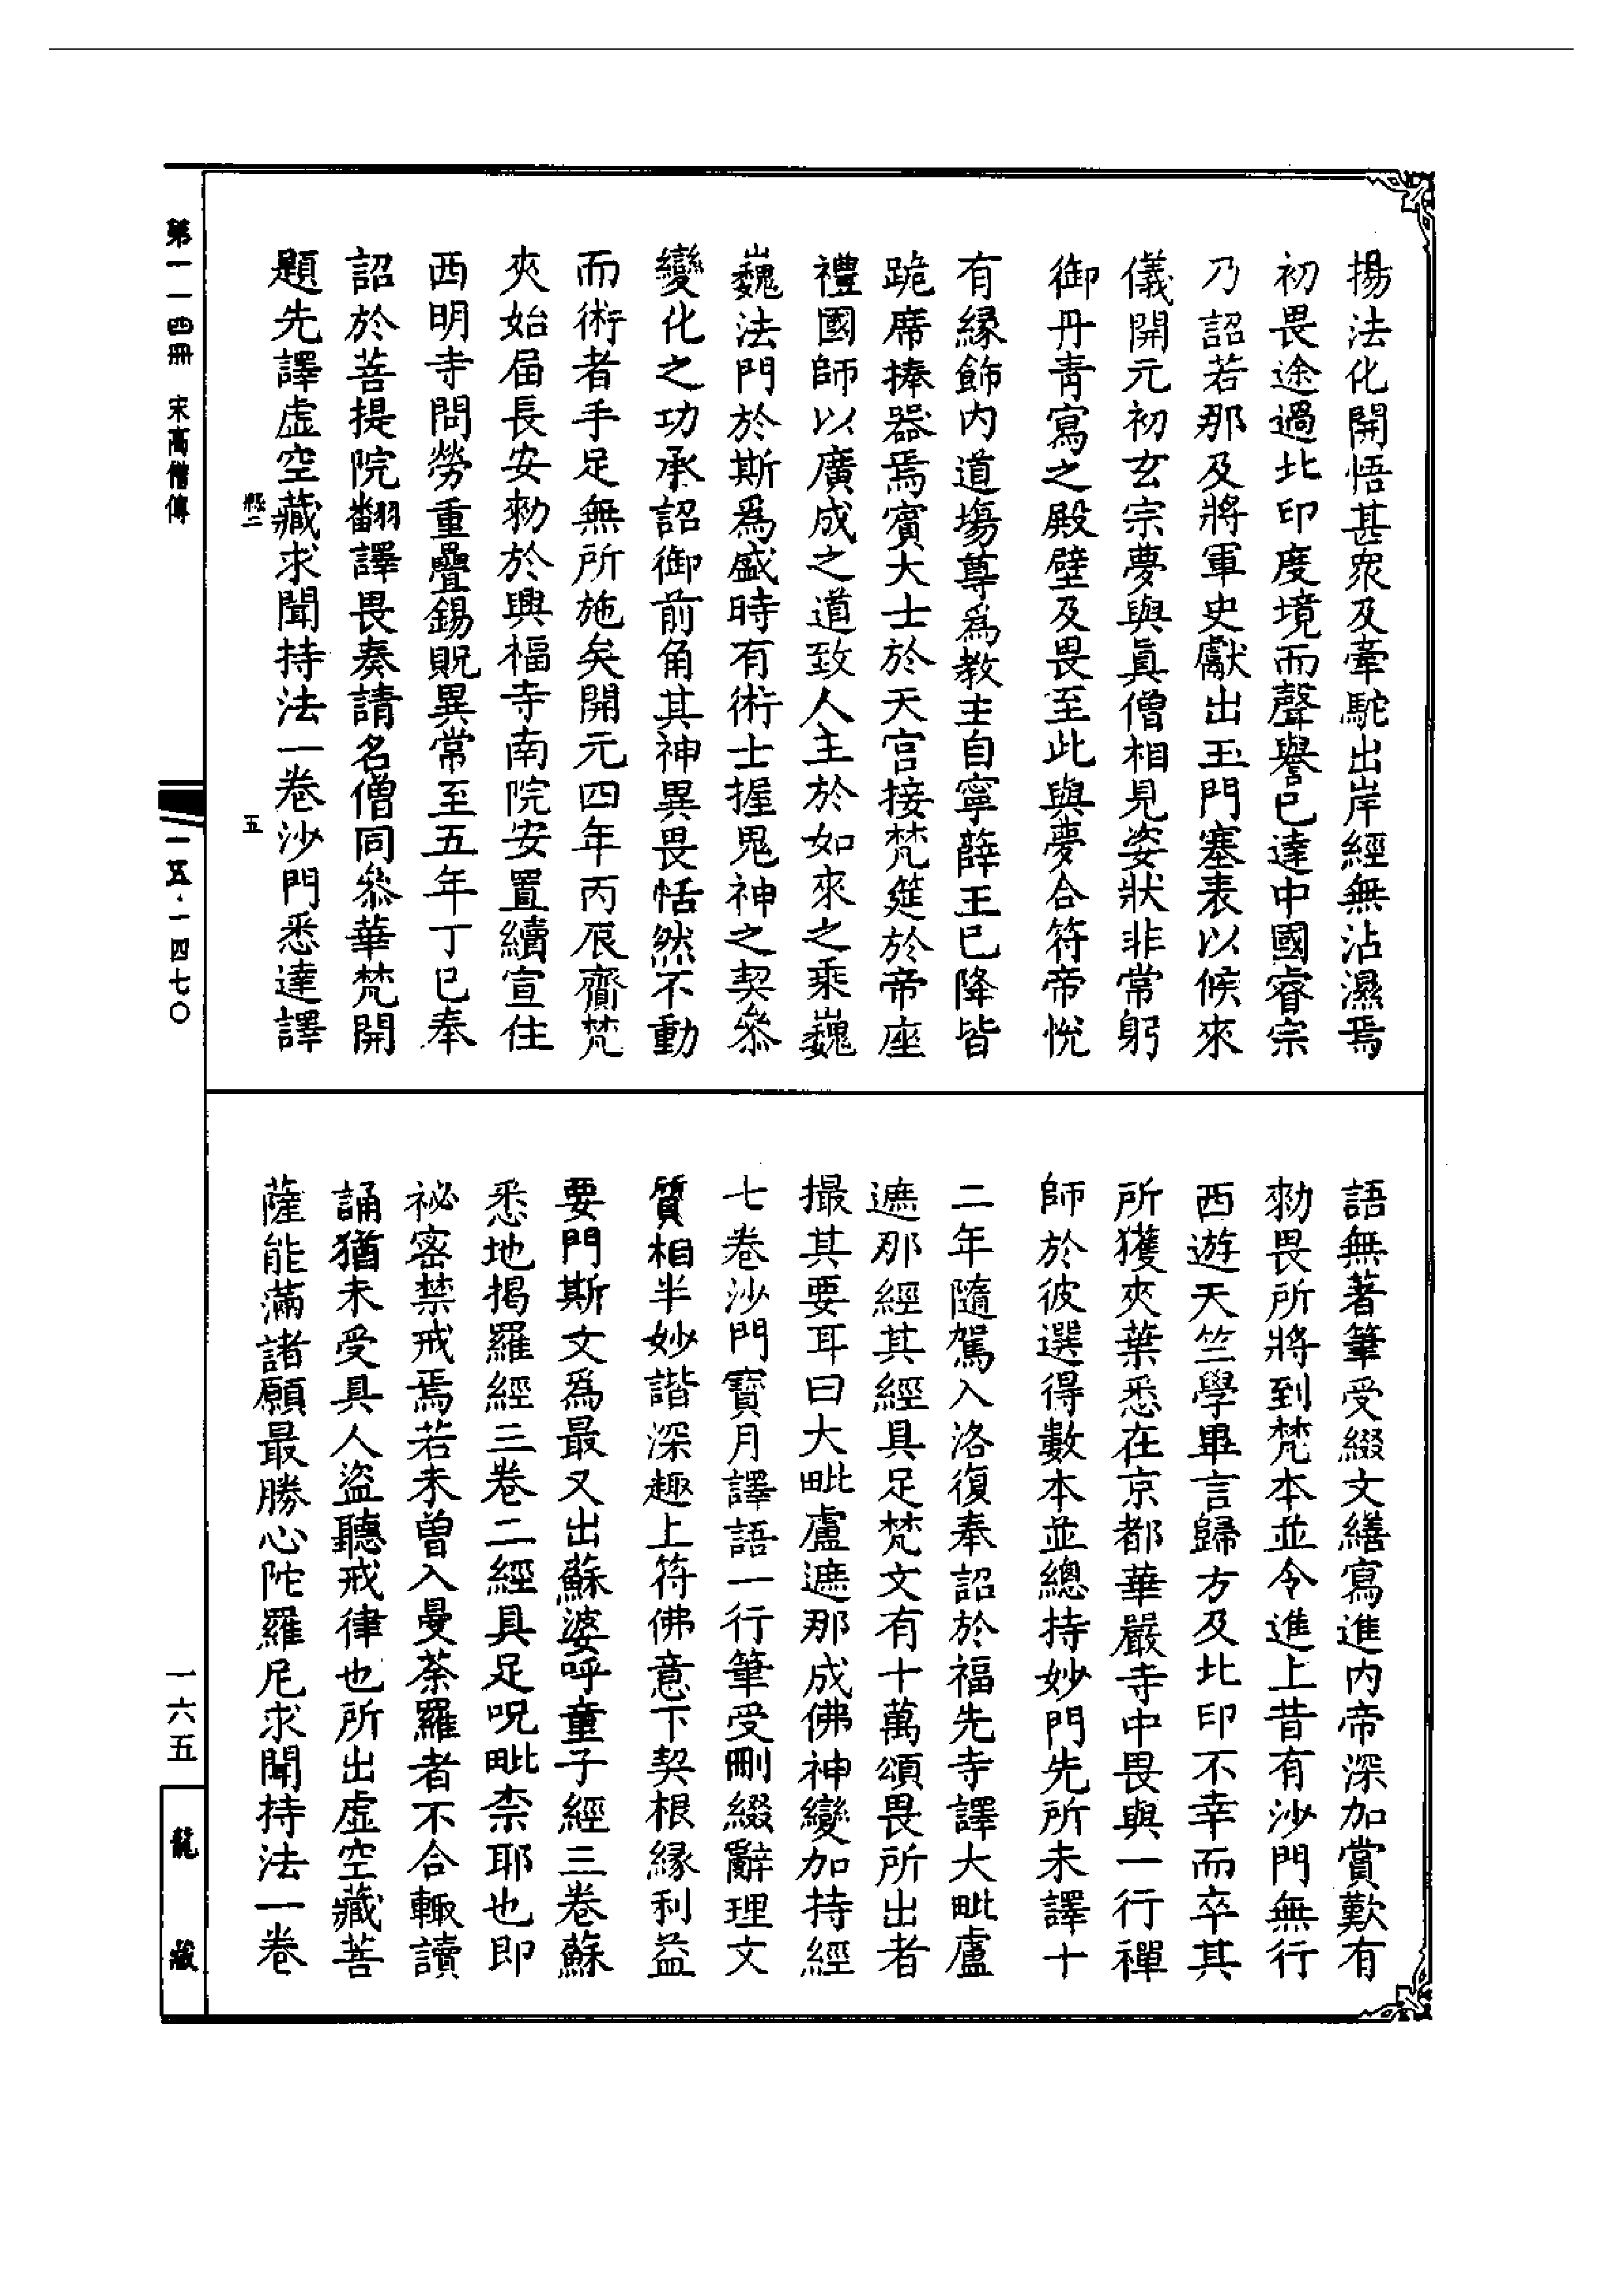 揚法化開悟甚衆及牽駝出岸經無沾濕焉
初畏途過北印度境而聲譽已達中國睿宗
乃詔若那及將軍史獻出玉門塞表以候來
儀開元初玄宗夢與眞僧相見姿狀非常躬
御丹青寫之殿壁及畏至此與夢合符帝悅
有緣飾内道塲尊爲教主自寧薛王已降皆
跪席捧器焉賓大士於天宫接梵筵於帝座
禮國師以廣成之道致人主於如來之乘巍
巍法門於斯爲盛時有術士握鬼神之契叅
變化之功承詔御前角其神異畏恬然不動
而術者手足無所施矣開元四年丙辰齎梵
夾始屆長安勑於興福寺南院安置續宣住
西明寺問勞重疊錫貺異常至五年丁巳奉
詔於菩提院翻譯畏奏請名僧同叅華梵開
題先譯虛空藏求聞持法一卷沙門悉達譯
五
語無著筆受綴文繕寫進内帝深加賞歎有
勑畏所將到梵本並令進上昔有沙門無行
西遊天竺學畢言歸方及北印不幸而卒其
所獲夾葉悉在京都華嚴寺中畏與一行禪
師於彼選得數本並總持妙門先所未譯十
二年隨駕入洛復奉詔於福先寺譯大毗盧
遮那經其經具足梵文有十萬頌畏所出者
撮其要耳曰大毗盧遮那成佛神變加持經
七卷沙門寶月譯語一行筆受刪綴辭理文
質相半妙諧深趣上符佛意下契根緣利益
要門斯文爲最又出蘇婆呼童子經三卷蘇
悉地揭羅經三卷二經具足呪毗柰耶也即
祕密禁戒焉若未曾入曼荼羅者不合輙讀
誦猶未受具人盜聽戒律也所出虛空藏菩
薩能滿諸願最勝心陀羅尼求聞持法一卷
第一一四冊 宋高僧傳
一一五·一四七〇
一六五
龍藏